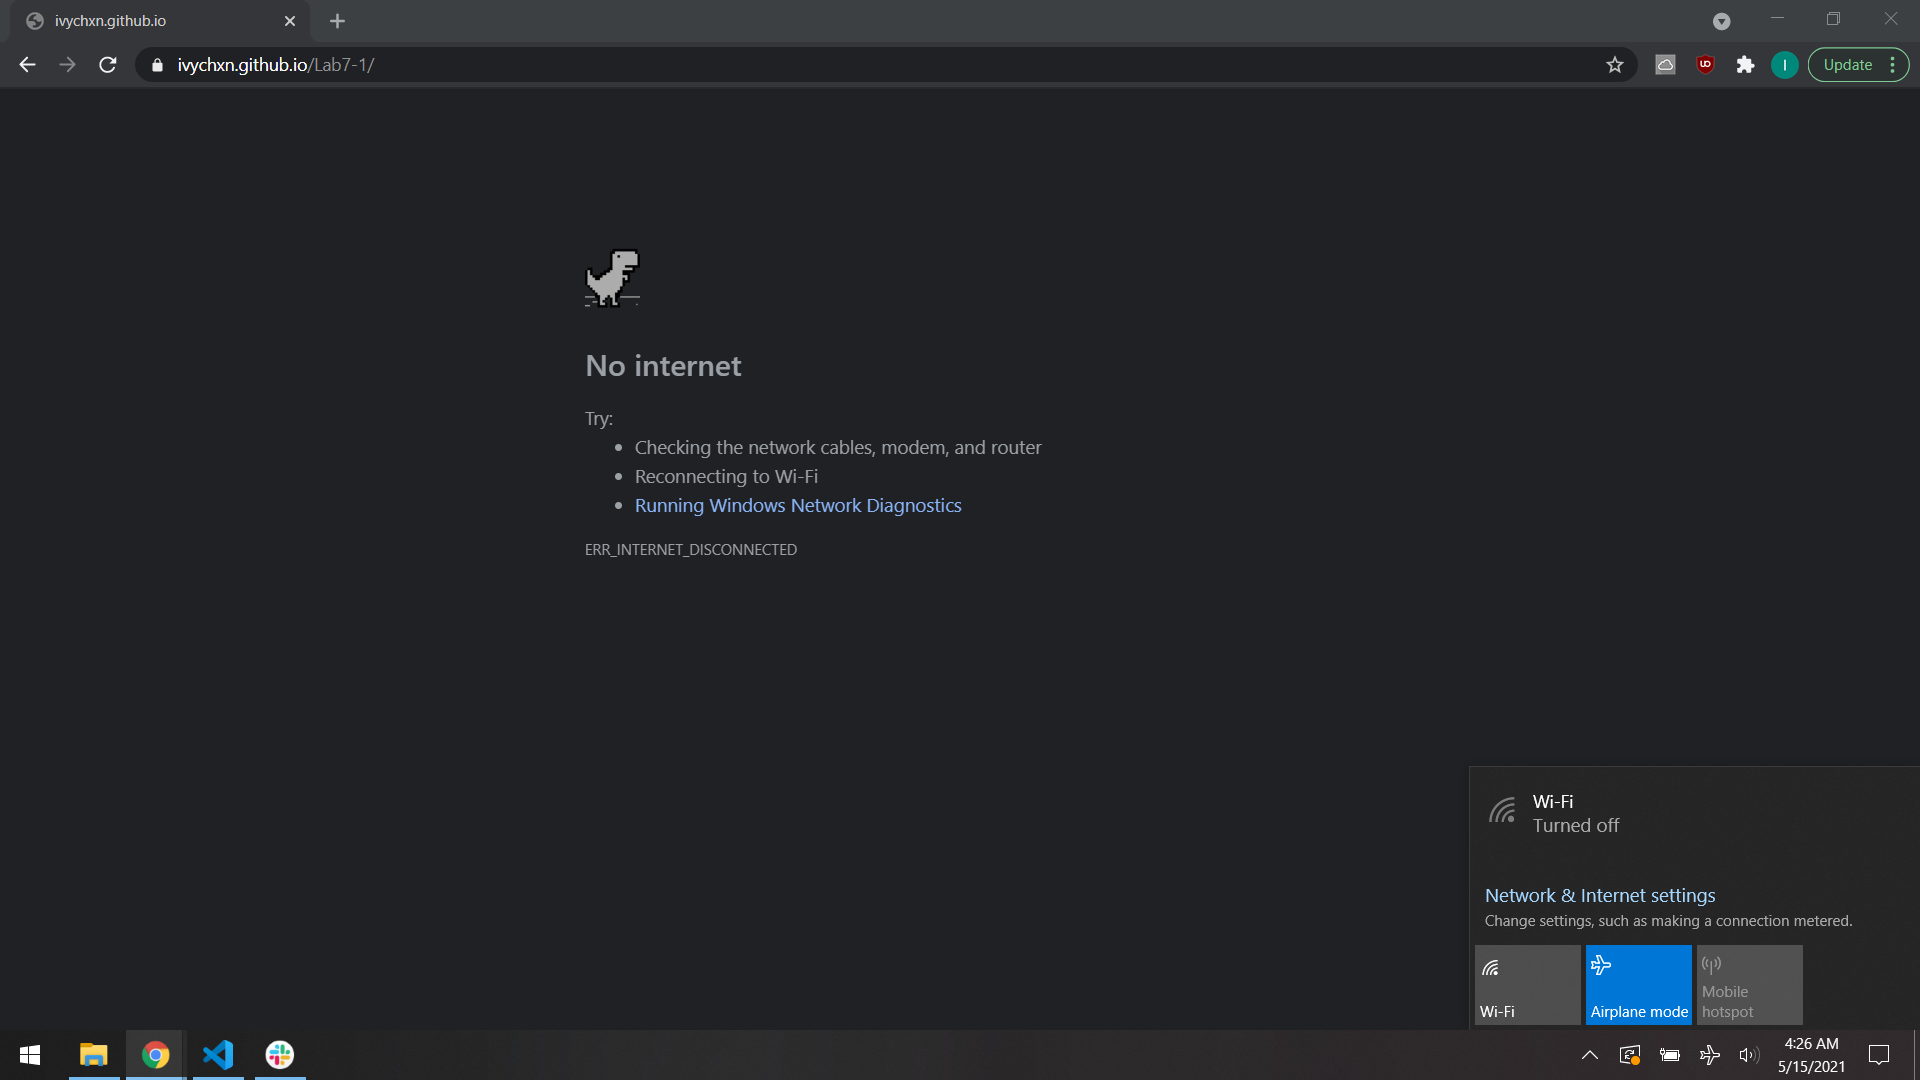 ivychxn.github.io
ivychxn.github.io/Lab7-1/
UO
I
Update
No internet
Try:
Checking the network cables, modem, and router
Reconnecting to Wi-Fi
Running Windows Network Diagnostics
ERR_INTERNET_DISCONNECTED
Wi-Fi
Turned off
Network & Internet settings
Change settings, such as making a connection metered.
Wi-Fi
Airplane mode
Mobile
hotspot
4:26 AM
5/15/2021